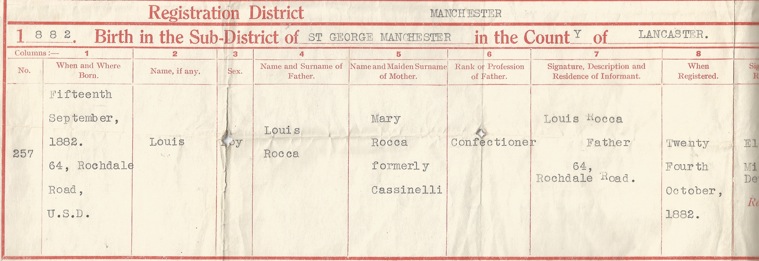 Registration District MANCHESTER
1882. Birth in the Sub-District of ST GEORGE MANCHESTER in the County of LANCASTER.
Columns:— 1 2 3 4 5 6 7 8
No. When and Where Born. Name, if any. Sex. Name and Surname of Father. Name and Maiden Surname of Mother. Rank or Profession of Father. Signature, Description and Residence of Informant. When Registered.
257
Fifteenth
September,
1882.
64, Rochdale
Road,
U.S.D.
Louis
Boy
Louis
Rocca
Mary
Rocca
formerly
Cassinelli
Confectioner
Louis Rocca
Father
64,
Rochdale Road.
Twenty
Fourth
October,
1882.